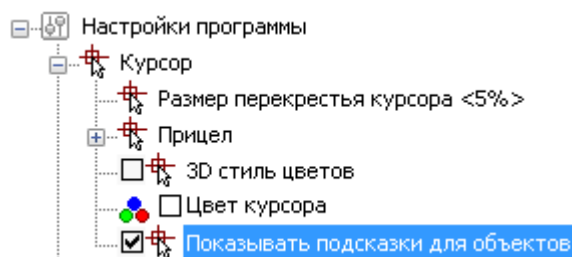 Настройки программы
Курсор
Размер перекрестья курсора <5%>
Прицел
3D стиль цветов
Цвет курсора
Показывать подсказки для объектов